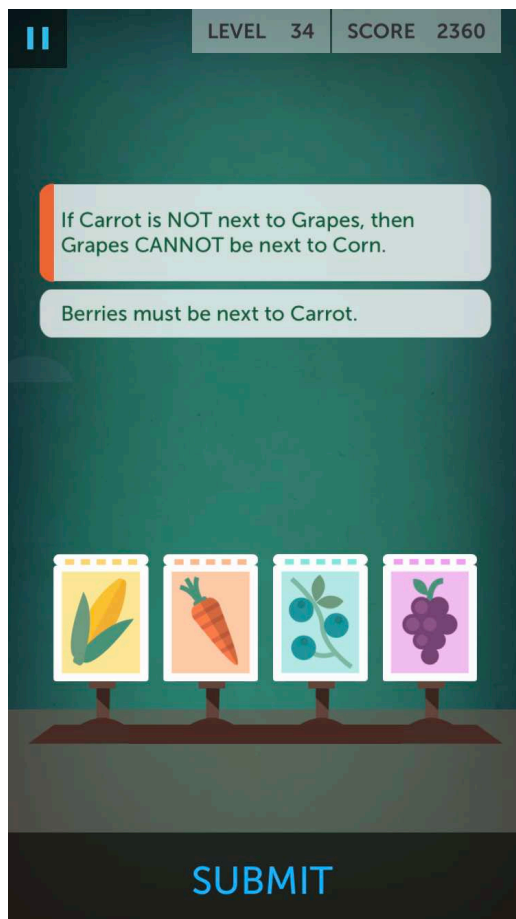 LEVEL 34 SCORE 2360
If Carrot is NOT next to Grapes, then
Grapes CANNOT be next to Corn.
Berries must be next to Carrot.
SUBMIT